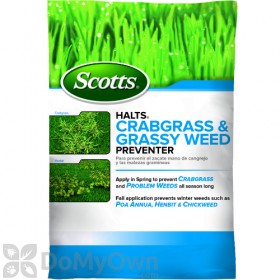 Scotts
HALTS®
CRABGRASS &
GRASSY WEED
PREVENTER
Para prevenir el zacate mano de cangrejo
y las malezas gramíneas
Apply in Spring to prevent CRABGRASS
and PROBLEM WEEDS all season long
Fall application prevents winter weeds such as
POA ANNUA, HENBIT & CHICKWEED
DoMyOwn